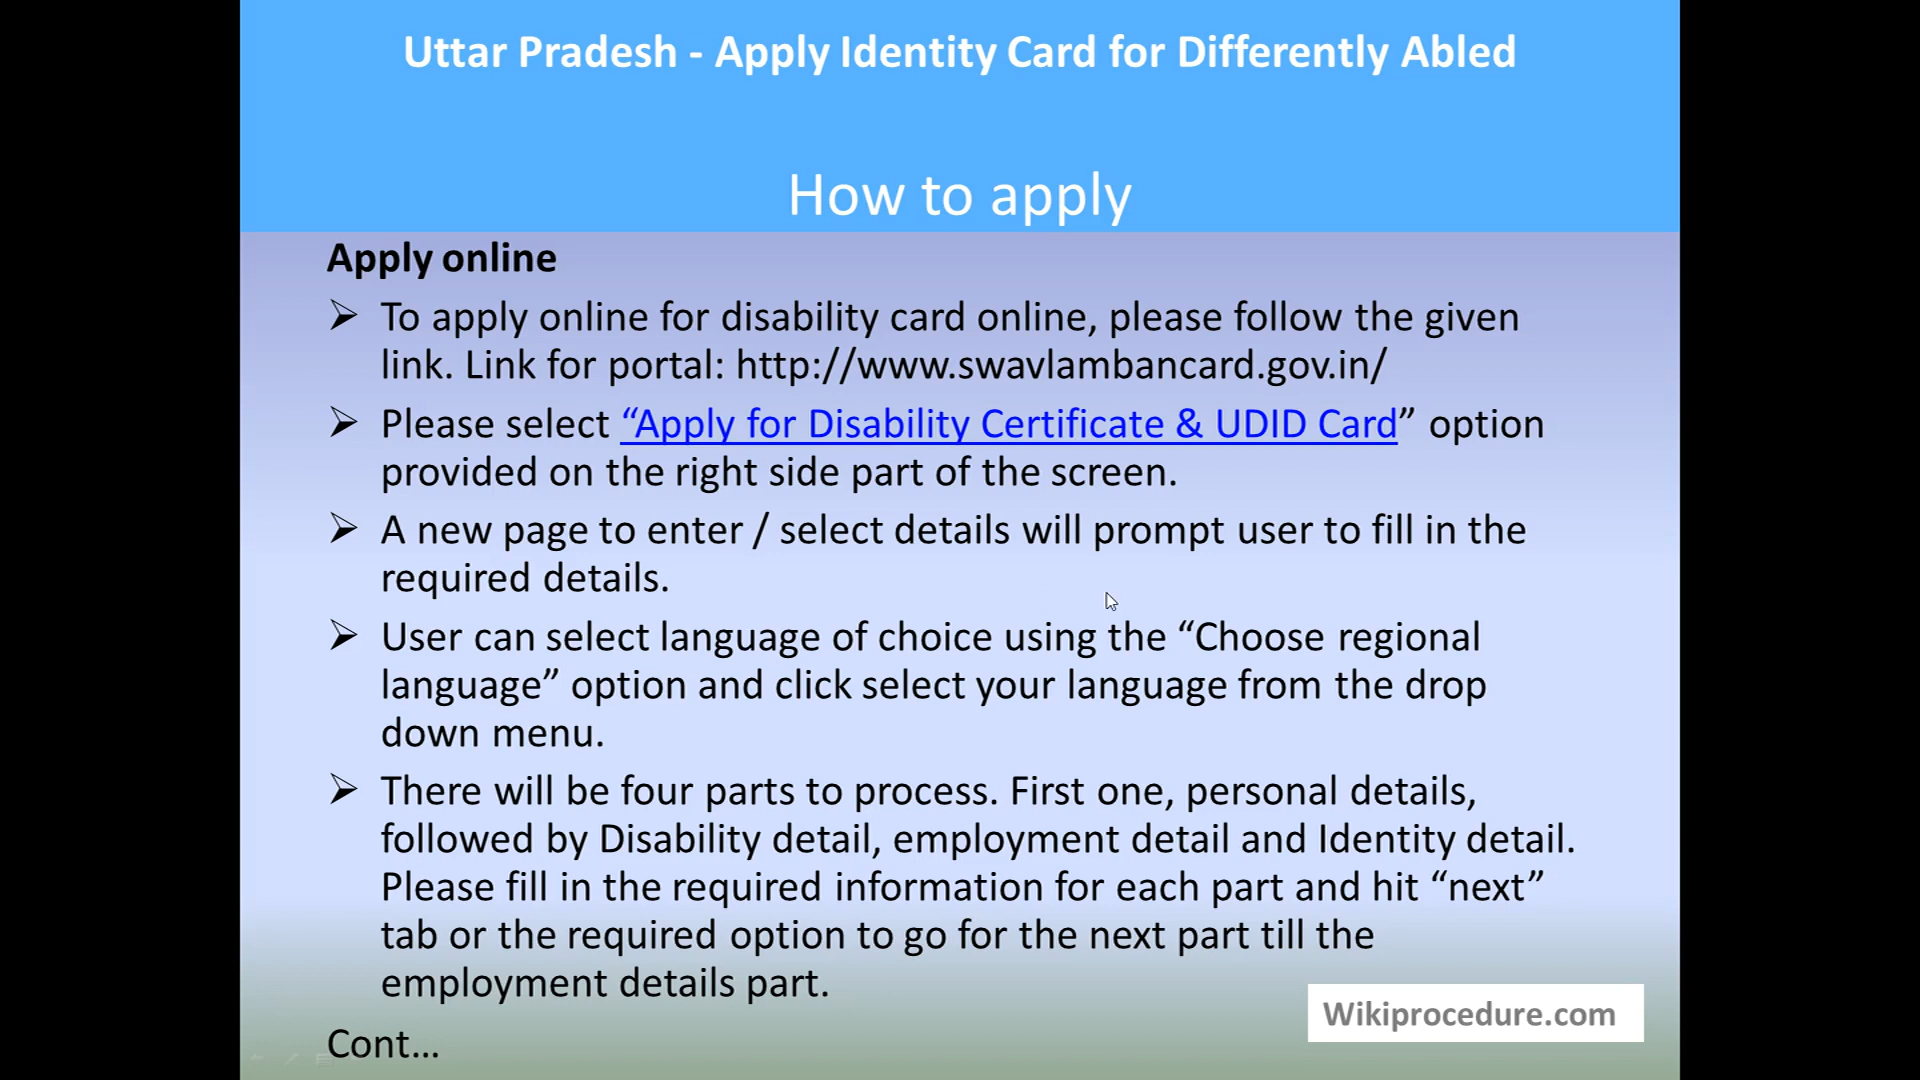 Uttar Pradesh - Apply Identity Card for Differently Abled
How to apply
Apply online
To apply online for disability card online, please follow the given
link. Link for portal: http://www.swavlambancard.gov.in/
Please select “Apply for Disability Certificate & UDID Card” option
provided on the right side part of the screen.
A new page to enter / select details will prompt user to fill in the
required details.
User can select language of choice using the “Choose regional
language” option and click select your language from the drop
down menu.
There will be four parts to process. First one, personal details,
followed by Disability detail, employment detail and Identity detail.
Please fill in the required information for each part and hit “next”
tab or the required option to go for the next part till the
employment details part.
Wikiprocedure.com
Cont…